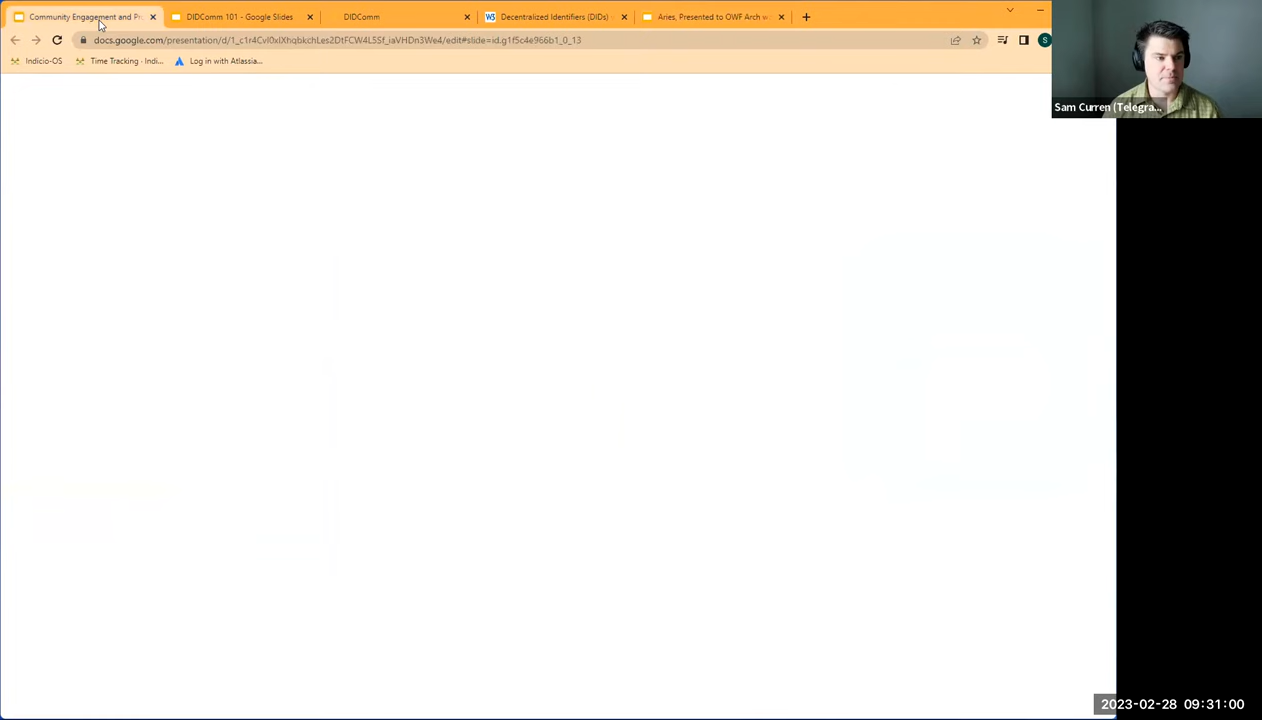 Community Engagement and Pr
DIDComm 101 - Google Slides
DIDComm
Decentralized Identifiers (DIDs)
Aries, Presented to OWF Arch w
docs.google.com/presentation/d/1_c1r4Cvl0xIXhqbkchLes2DtFCW4L5Sf_iaVHDn3We4/edit#slide=id.g1f5c4e966b1_0_13
S
Indicio-OS
Time Tracking - Indi...
Log in with Atlassia...
Sam Curren (Telegra...
2023-02-28 09:31:00